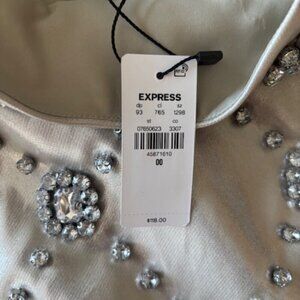 EXPRESS
dp cl sz
93 765 1298
st co
07650623 3307
45871610
00
$118.00